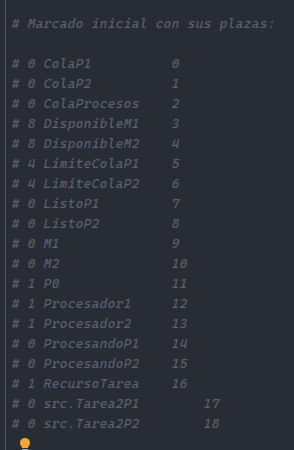 # Marcado inicial con sus plazas:
# 0 ColaP1 0
# 0 ColaP2 1
# 0 ColaProcesos 2
# 8 DisponibleM1 3
# 8 DisponibleM2 4
# 4 LimiteColaP1 5
# 4 LimiteColaP2 6
# 0 ListoP1 7
# 0 ListoP2 8
# 0 M1 9
# 0 M2 10
# 1 P0 11
# 1 Procesador1 12
# 1 Procesador2 13
# 0 ProcesandoP1 14
# 0 ProcesandoP2 15
# 1 RecursoTarea 16
# 0 src.Tarea2P1 17
# 0 src.Tarea2P2 18